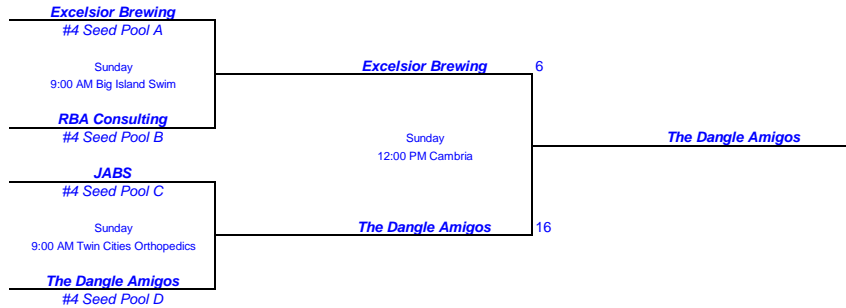 Excelsior Brewing
#4 Seed Pool A
Sunday
9:00 AM Big Island Swim
RBA Consulting
#4 Seed Pool B
JABS
#4 Seed Pool C
Sunday
9:00 AM Twin Cities Orthopedics
The Dangle Amigos
#4 Seed Pool D
Excelsior Brewing 6
Sunday
12:00 PM Cambria
The Dangle Amigos 16
The Dangle Amigos